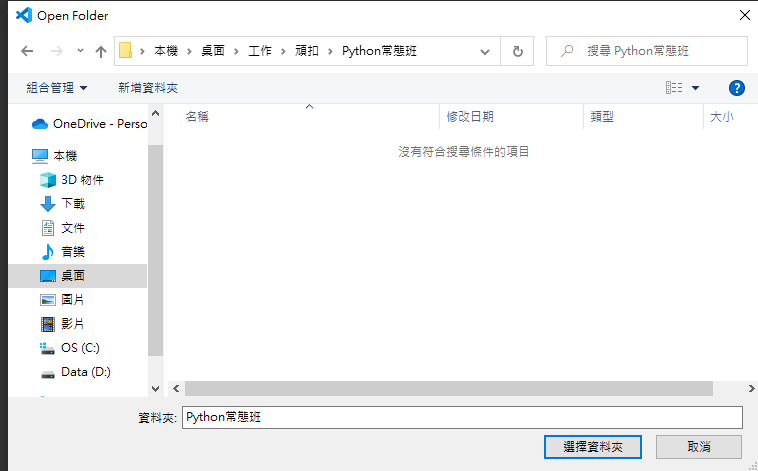 Open Folder
本機 > 桌面 > 工作 > 頑扣 > Python常態班
搜尋 Python常態班
組合管理 新增資料夾
名稱 修改日期 類型 大小
沒有符合搜尋條件的項目
OneDrive - Perso
本機
3D 物件
下載
文件
音樂
桌面
圖片
影片
OS (C:)
Data (D:)
資料夾: Python常態班
選擇資料夾 取消